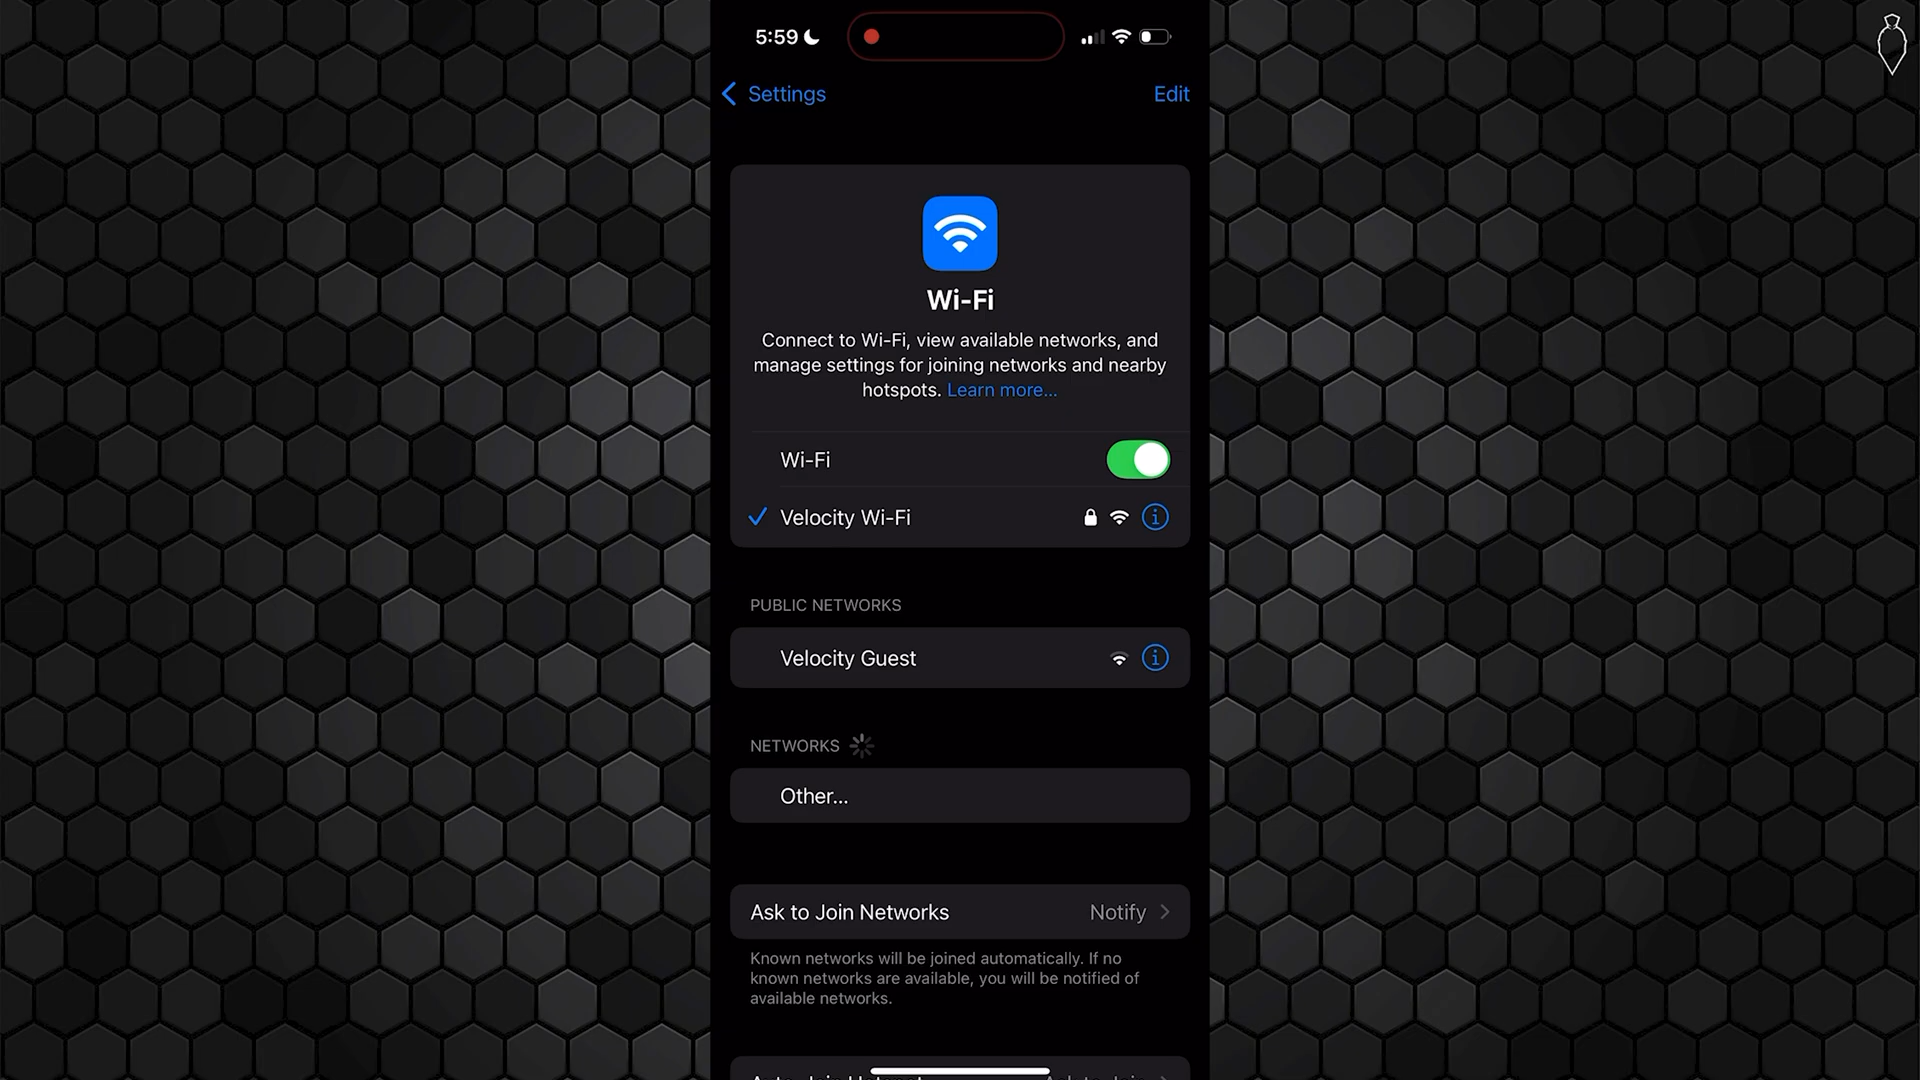 5:59
Settings
Edit
Wi-Fi
Connect to Wi-Fi, view available networks, and
manage settings for joining networks and nearby
hotspots. Learn more...
Wi-Fi
Velocity Wi-Fi
PUBLIC NETWORKS
Velocity Guest
NETWORKS
Other...
Ask to Join Networks
Notify
Known networks will be joined automatically. If no
known networks are available, you will be notified of
available networks.